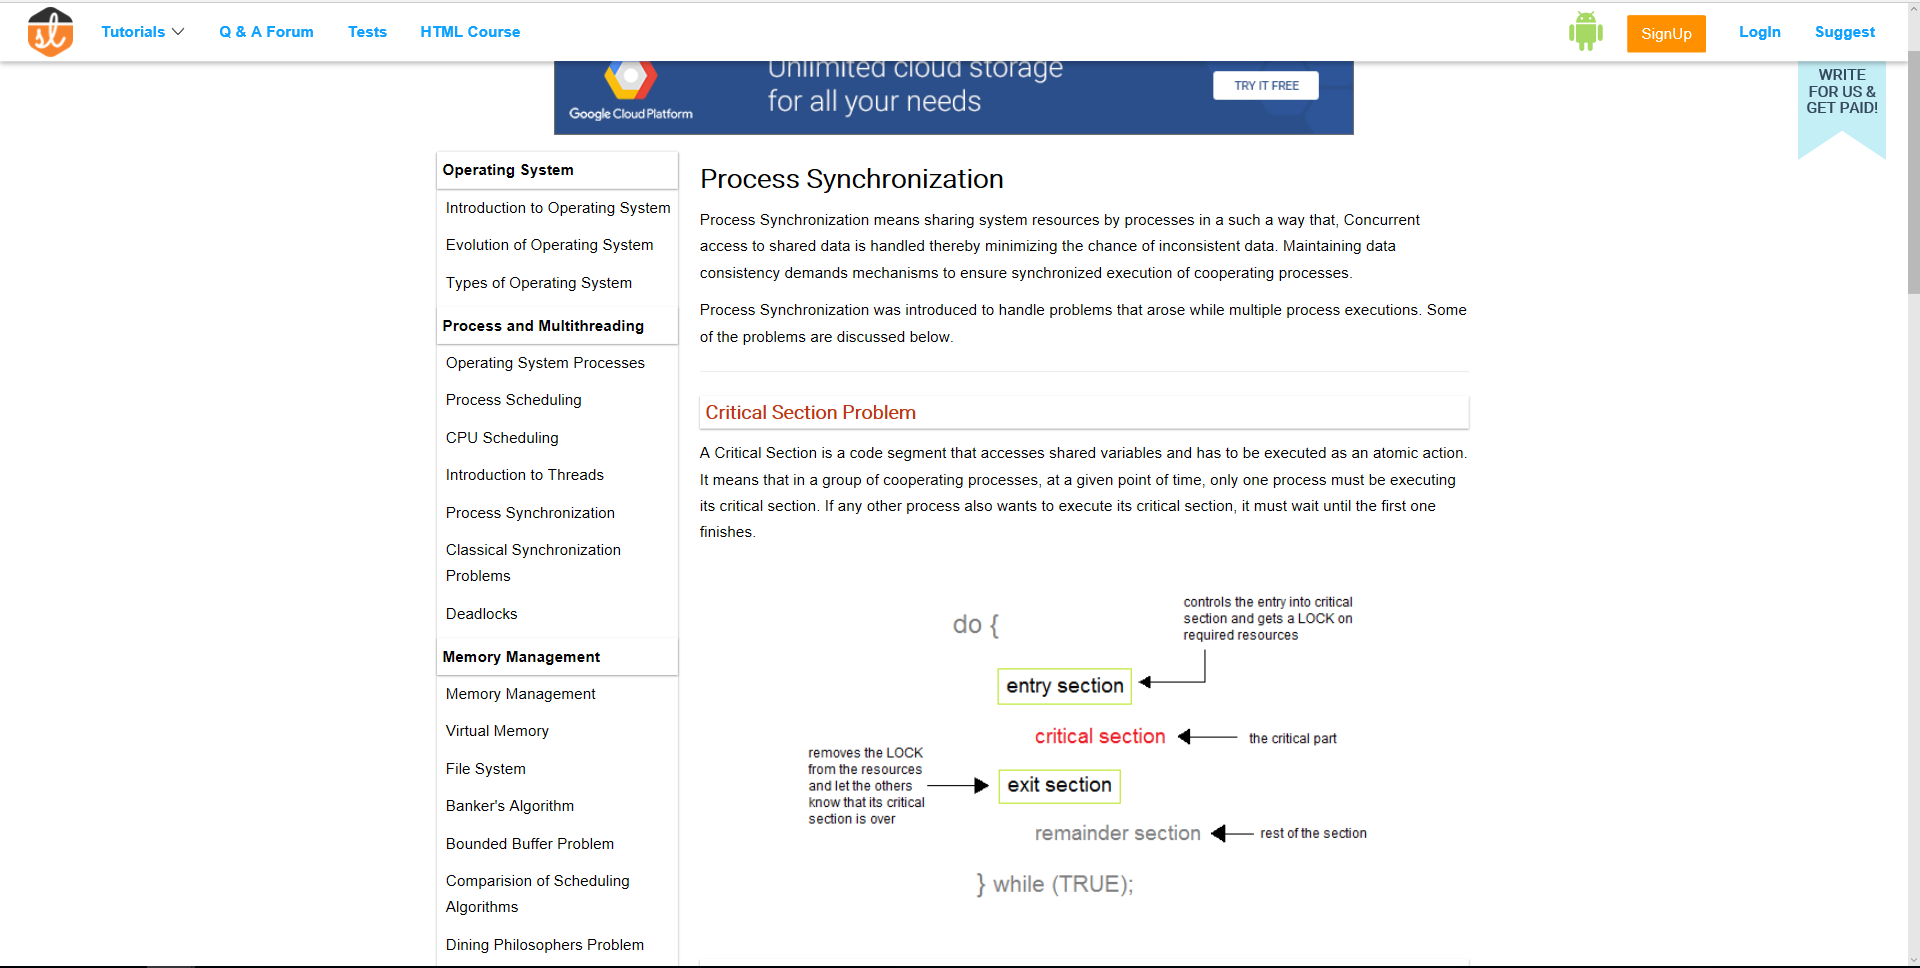 sl
Tutorials
Q & A Forum
Tests
HTML Course
SignUp
LogIn
Suggest
Unlimited cloud storage
for all your needs
Google Cloud Platform
TRY IT FREE
WRITE
FOR US &
GET PAID!
Operating System
Introduction to Operating System
Evolution of Operating System
Types of Operating System
Process and Multithreading
Operating System Processes
Process Scheduling
CPU Scheduling
Introduction to Threads
Process Synchronization
Classical Synchronization
Problems
Deadlocks
Memory Management
Memory Management
Virtual Memory
File System
Banker's Algorithm
Bounded Buffer Problem
Comparision of Scheduling
Algorithms
Dining Philosophers Problem
Process Synchronization
Process Synchronization means sharing system resources by processes in a such a way that, Concurrent
access to shared data is handled thereby minimizing the chance of inconsistent data. Maintaining data
consistency demands mechanisms to ensure synchronized execution of cooperating processes.
Process Synchronization was introduced to handle problems that arose while multiple process executions. Some
of the problems are discussed below.
Critical Section Problem
A Critical Section is a code segment that accesses shared variables and has to be executed as an atomic action.
It means that in a group of cooperating processes, at a given point of time, only one process must be executing
its critical section. If any other process also wants to execute its critical section, it must wait until the first one
finishes.
do {
controls the entry into critical
section and gets a LOCK on
required resources
entry section
critical section
the critical part
removes the LOCK
from the resources
and let the others
know that its critical
section is over
exit section
remainder section
rest of the section
} while (TRUE);